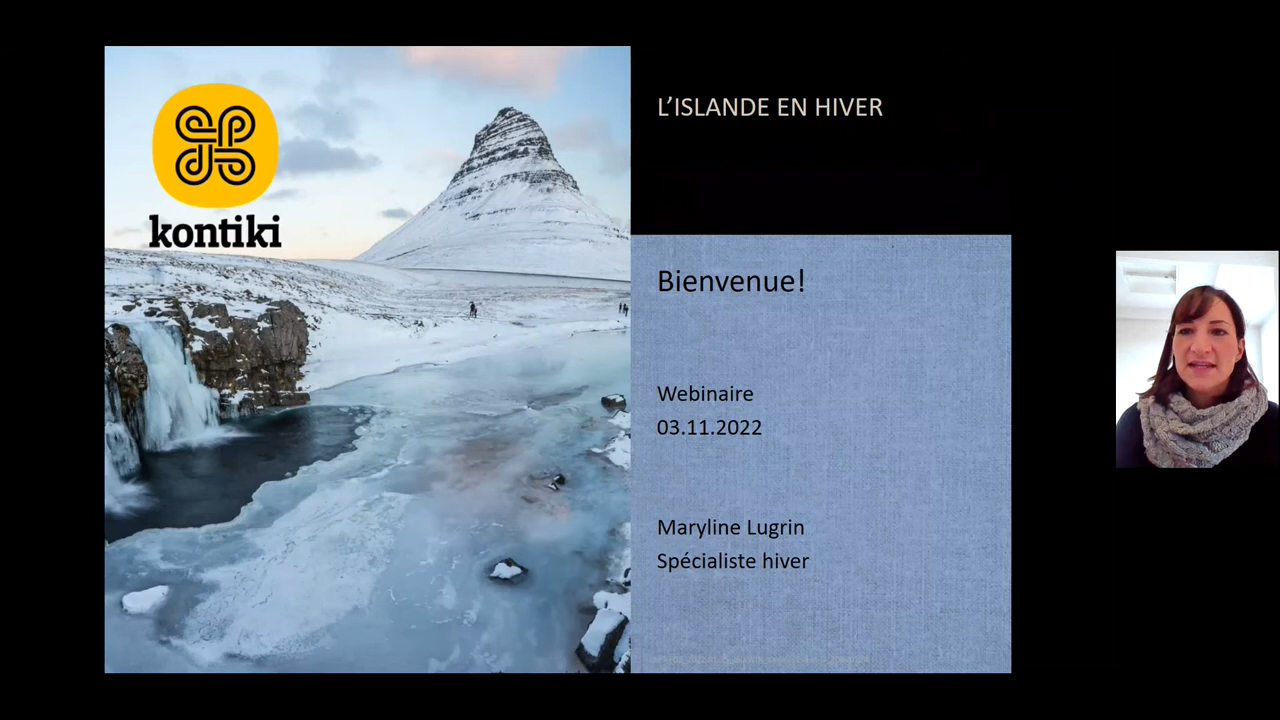 kontiki
L'ISLANDE EN HIVER
Bienvenue!
Webinaire
03.11.2022
Maryline Lugrin
Spécialiste hiver